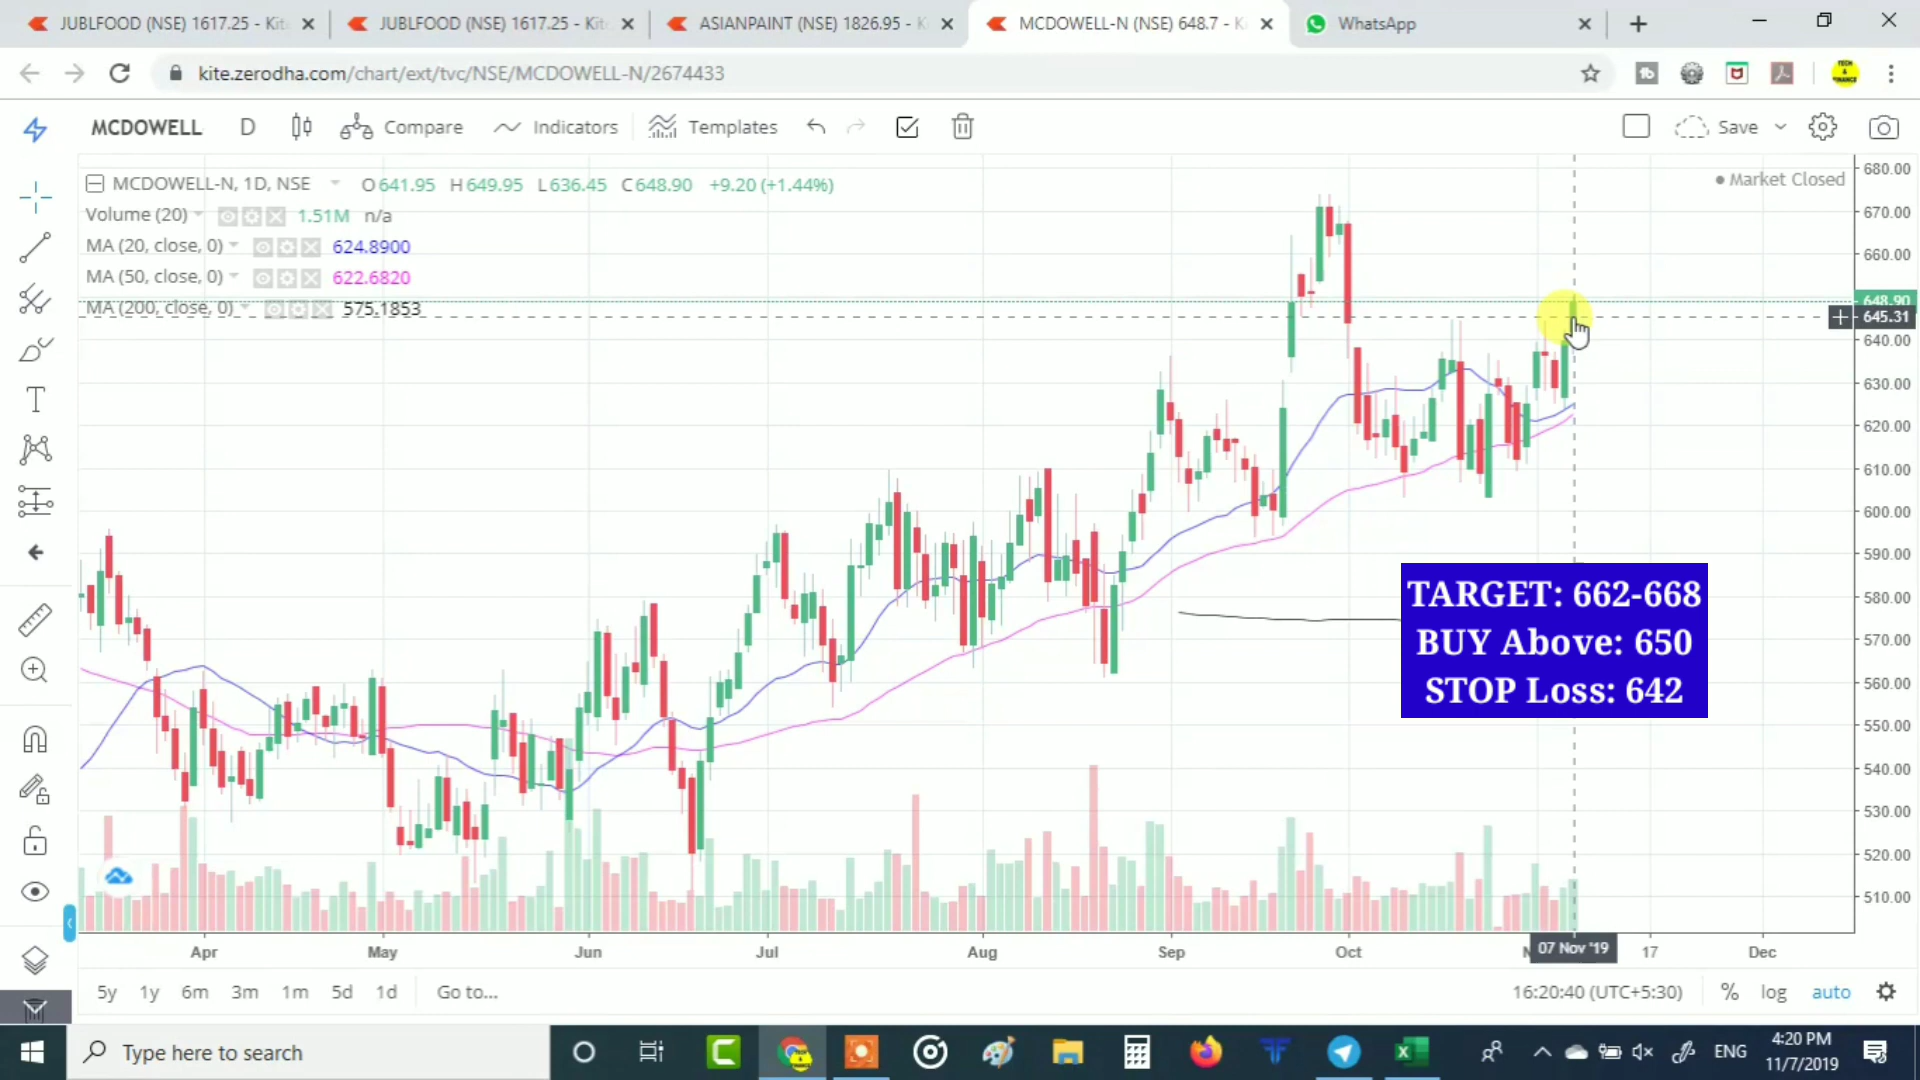 JUBLFOOD (NSE) 1617.25 - Kit
JUBLFOOD (NSE) 1617.25 - Kit
ASIANPAINT (NSE) 1826.95 - K
MCDOWELL-N (NSE) 648.7 - K
WhatsApp
kite.zerodha.com/chart/ext/tvc/NSE/MCDOWELL-N/2674433
TECH & FINANCE
MCDOWELL D Compare Indicators Templates Save
MCDOWELL-N, 1D, NSE O641.95 H649.95 L636.45 C648.90 +9.20 (+1.44%)
Market Closed
Volume (20) 1.51M n/a
MA (20, close, 0) 624.8900
MA (50, close, 0) 622.6820
MA (200, close, 0) 575.1853
680.00
670.00
660.00
648.90
645.31
640.00
630.00
620.00
610.00
600.00
590.00
580.00
570.00
560.00
550.00
540.00
530.00
520.00
510.00
TARGET: 662-668
BUY Above: 650
STOP Loss: 642
Apr May Jun Jul Aug Sep Oct 07 Nov '19 17 Dec
5y 1y 6m 3m 1m 5d 1d Go to... 16:20:40 (UTC+5:30) % log auto
Type here to search
ENG
4:20 PM
11/7/2019